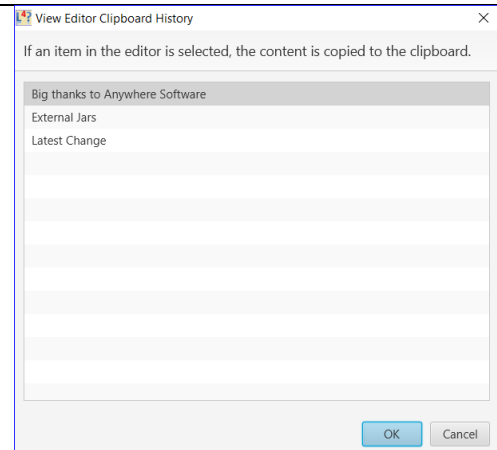 View Editor Clipboard History
If an item in the editor is selected, the content is copied to the clipboard.
Big thanks to Anywhere Software
External Jars
Latest Change
OK Cancel